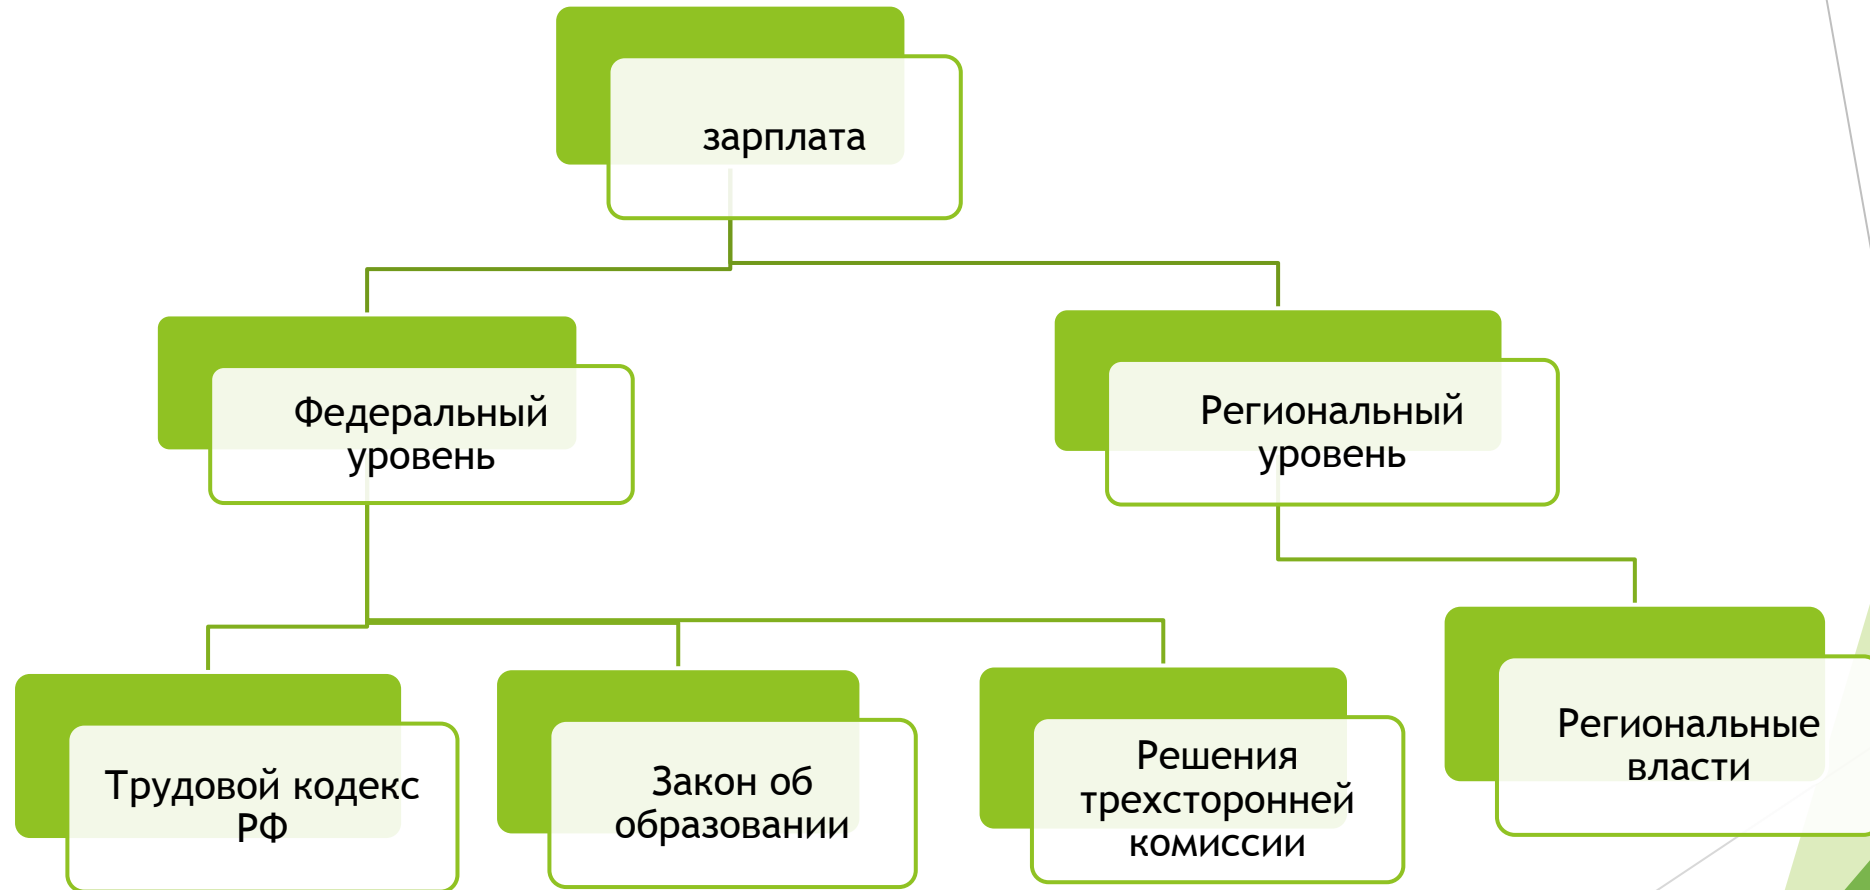 зарплата
Федеральный
уровень
Региональный
уровень
Трудовой кодекс
РФ
Закон об
образовании
Решения
трехсторонней
комиссии
Региональные
власти